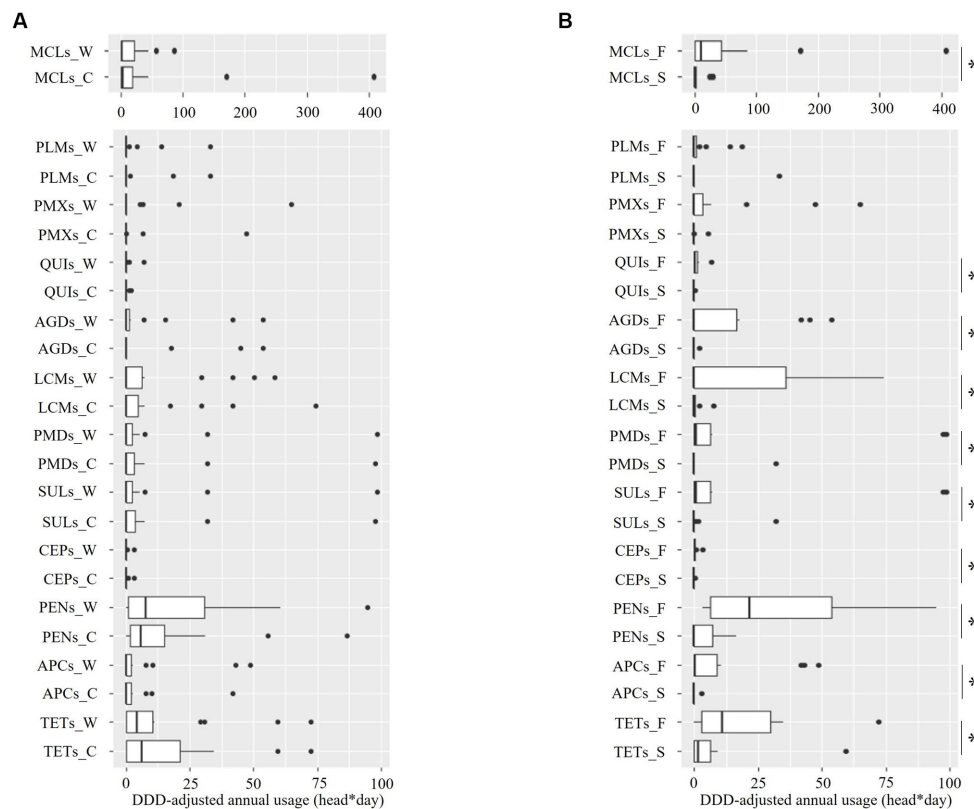 A
MCLs_W
MCLs_C
0 100 200 300 400
PLMs_W
PLMs_C
PMXs_W
PMXs_C
QUIs_W
QUIs_C
AGDs_W
AGDs_C
LCMs_W
LCMs_C
PMDs_W
PMDs_C
SULs_W
SULs_C
CEPs_W
CEPs_C
PENs_W
PENs_C
APCs_W
APCs_C
TETs_W
TETs_C
0 25 50 75 100
DDD-adjusted annual usage (head*day)
B
MCLs_F
MCLs_S
*
0 100 200 300 400
PLMs_F
PLMs_S
PMXs_F
PMXs_S
QUIs_F
QUIs_S
*
AGDs_F
AGDs_S
*
LCMs_F
LCMs_S
*
PMDs_F
PMDs_S
*
SULs_F
SULs_S
*
CEPs_F
CEPs_S
*
PENs_F
PENs_S
*
APCs_F
APCs_S
*
TETs_F
TETs_S
*
0 25 50 75 100
DDD-adjusted annual usage (head*day)